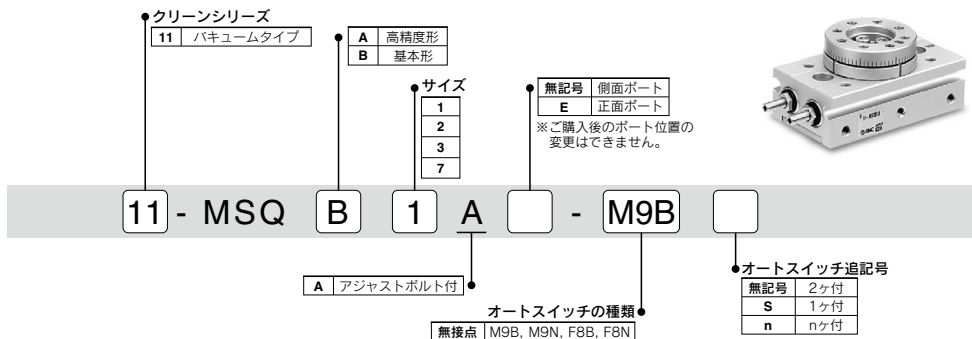 クリーンシリーズ
11 バキュームタイプ
A 高精度形
B 基本形
サイズ
1
2
3
7
無記号 側面ポート
E 正面ポート
※ご購入後のポート位置の
変更はできません。
11 - MSQ B 1 A - M9B
A アジャストボルト付
オートスイッチの種類
無接点 M9B, M9N, F8B, F8N
オートスイッチ追記号
無記号 2ヶ付
S 1ヶ付
n nヶ付